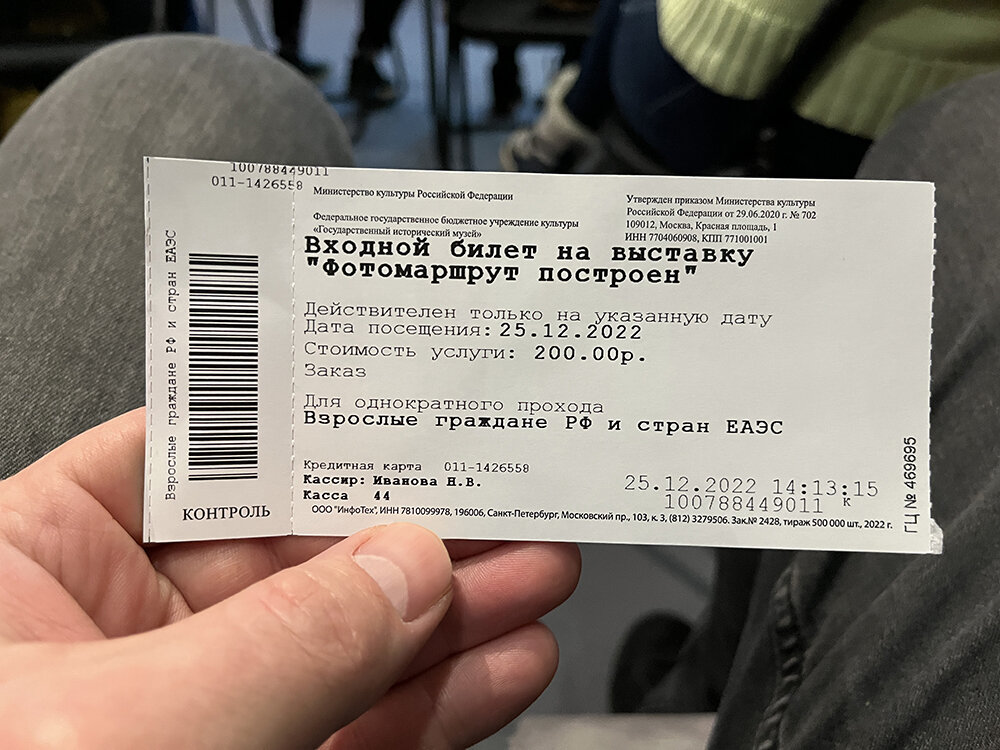 100788449011
011-1426558
Взрослые граждане РФ и стран ЕАЭС
КОНТРОЛЬ
Министерство культуры Российской Федерации
Федеральное государственное бюджетное учреждение культуры
«Государственный исторический музей»
Утвержден приказом Министерства культуры
Российской Федерации от 29.06.2020 г. № 702
109012, Москва, Красная площадь, 1
ИНН 7704060908, КПП 771001001
Входной билет на выставку
"Фотомаршрут построен"
Действителен только на указанную дату
Дата посещения: 25.12.2022
Стоимость услуги: 200.00р.
Заказ
Для однократного прохода
Взрослые граждане РФ и стран ЕАЭС
Кредитная карта 011-1426558
Кассир: Иванова Н.В.
Касса 44
25.12.2022 14:13:15
100788449011 к
ООО "ИнфоТех", ИНН 7810099978, 196006, Санкт-Петербург, Московский пр., 103, к. 3, (812) 3279506. Зак.№ 2428, тираж 500 000 шт., 2022 г.
ГЦ № 469695